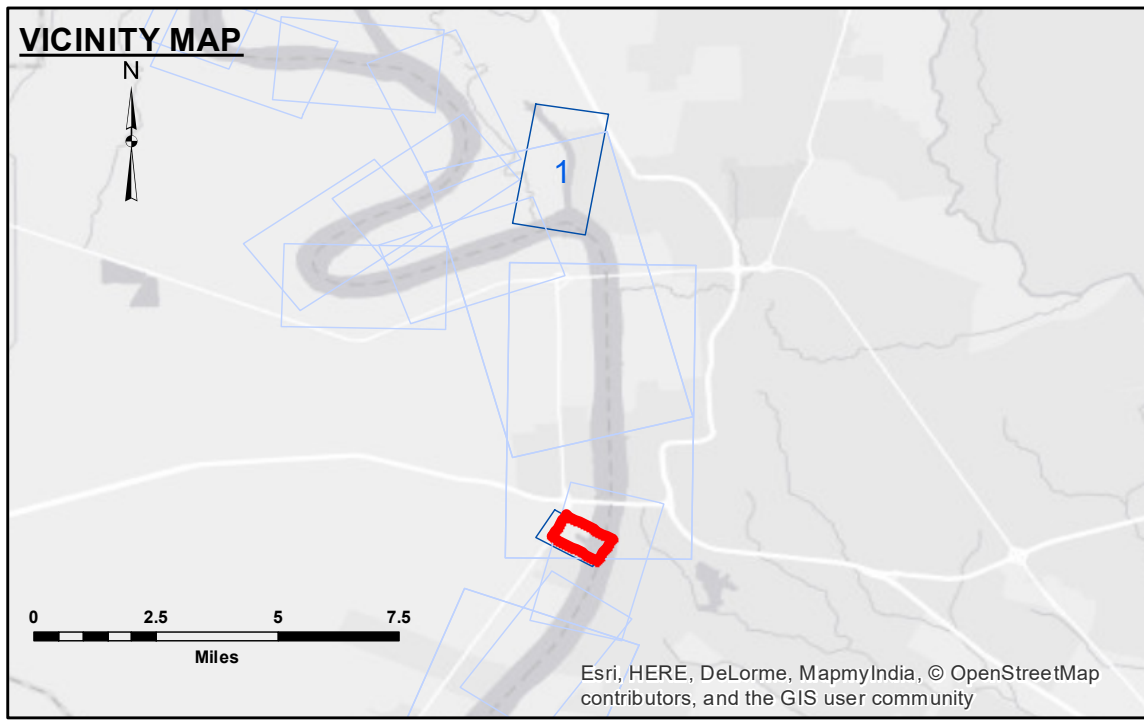 VICINITY MAP
N
1
0 2.5 5 7.5
Miles
Esri, HERE, DeLorme, MapmyIndia, © OpenStreetMap
contributors, and the GIS user community